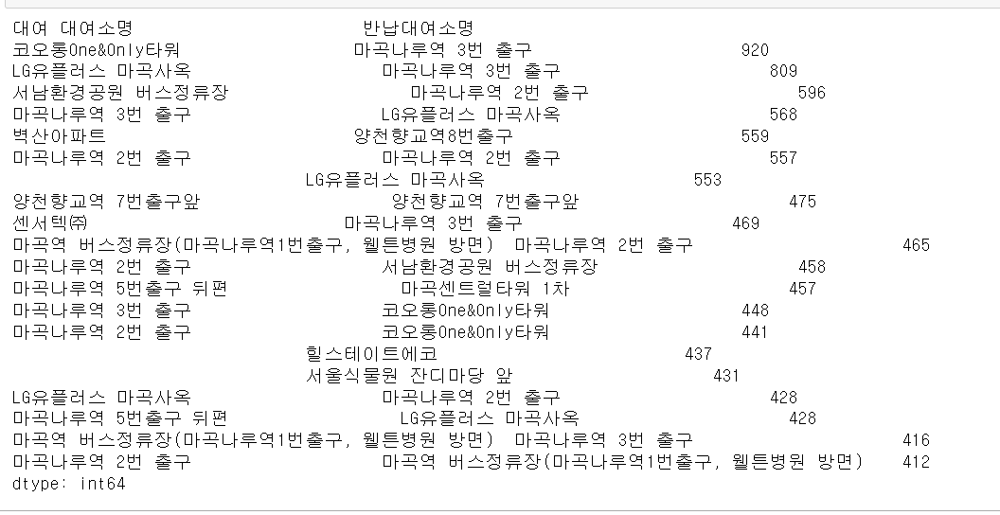 대여 대여소명 반납대여소명
코오롱One&Only타워 마곡나루역 3번 출구 920
LG유플러스 마곡사옥 마곡나루역 3번 출구 809
서남환경공원 버스정류장 마곡나루역 2번 출구 596
마곡나루역 3번 출구 LG유플러스 마곡사옥 568
벽산아파트 양천향교역8번출구 559
마곡나루역 2번 출구 마곡나루역 2번 출구 557
LG유플러스 마곡사옥 553
양천향교역 7번출구앞 양천향교역 7번출구앞 475
센서텍㈜ 마곡나루역 3번 출구 469
마곡역 버스정류장(마곡나루역1번출구, 웰튼병원 방면) 마곡나루역 2번 출구 465
마곡나루역 2번 출구 서남환경공원 버스정류장 458
마곡나루역 5번출구 뒤편 마곡센트럴타워 1차 457
마곡나루역 3번 출구 코오롱One&Only타워 448
마곡나루역 2번 출구 코오롱One&Only타워 441
힐스테이트에코 437
서울식물원 잔디마당 앞 431
LG유플러스 마곡사옥 마곡나루역 2번 출구 428
마곡나루역 5번출구 뒤편 LG유플러스 마곡사옥 428
마곡역 버스정류장(마곡나루역1번출구, 웰튼병원 방면) 마곡나루역 3번 출구 416
마곡나루역 2번 출구 마곡역 버스정류장(마곡나루역1번출구, 웰튼병원 방면) 412
dtype: int64